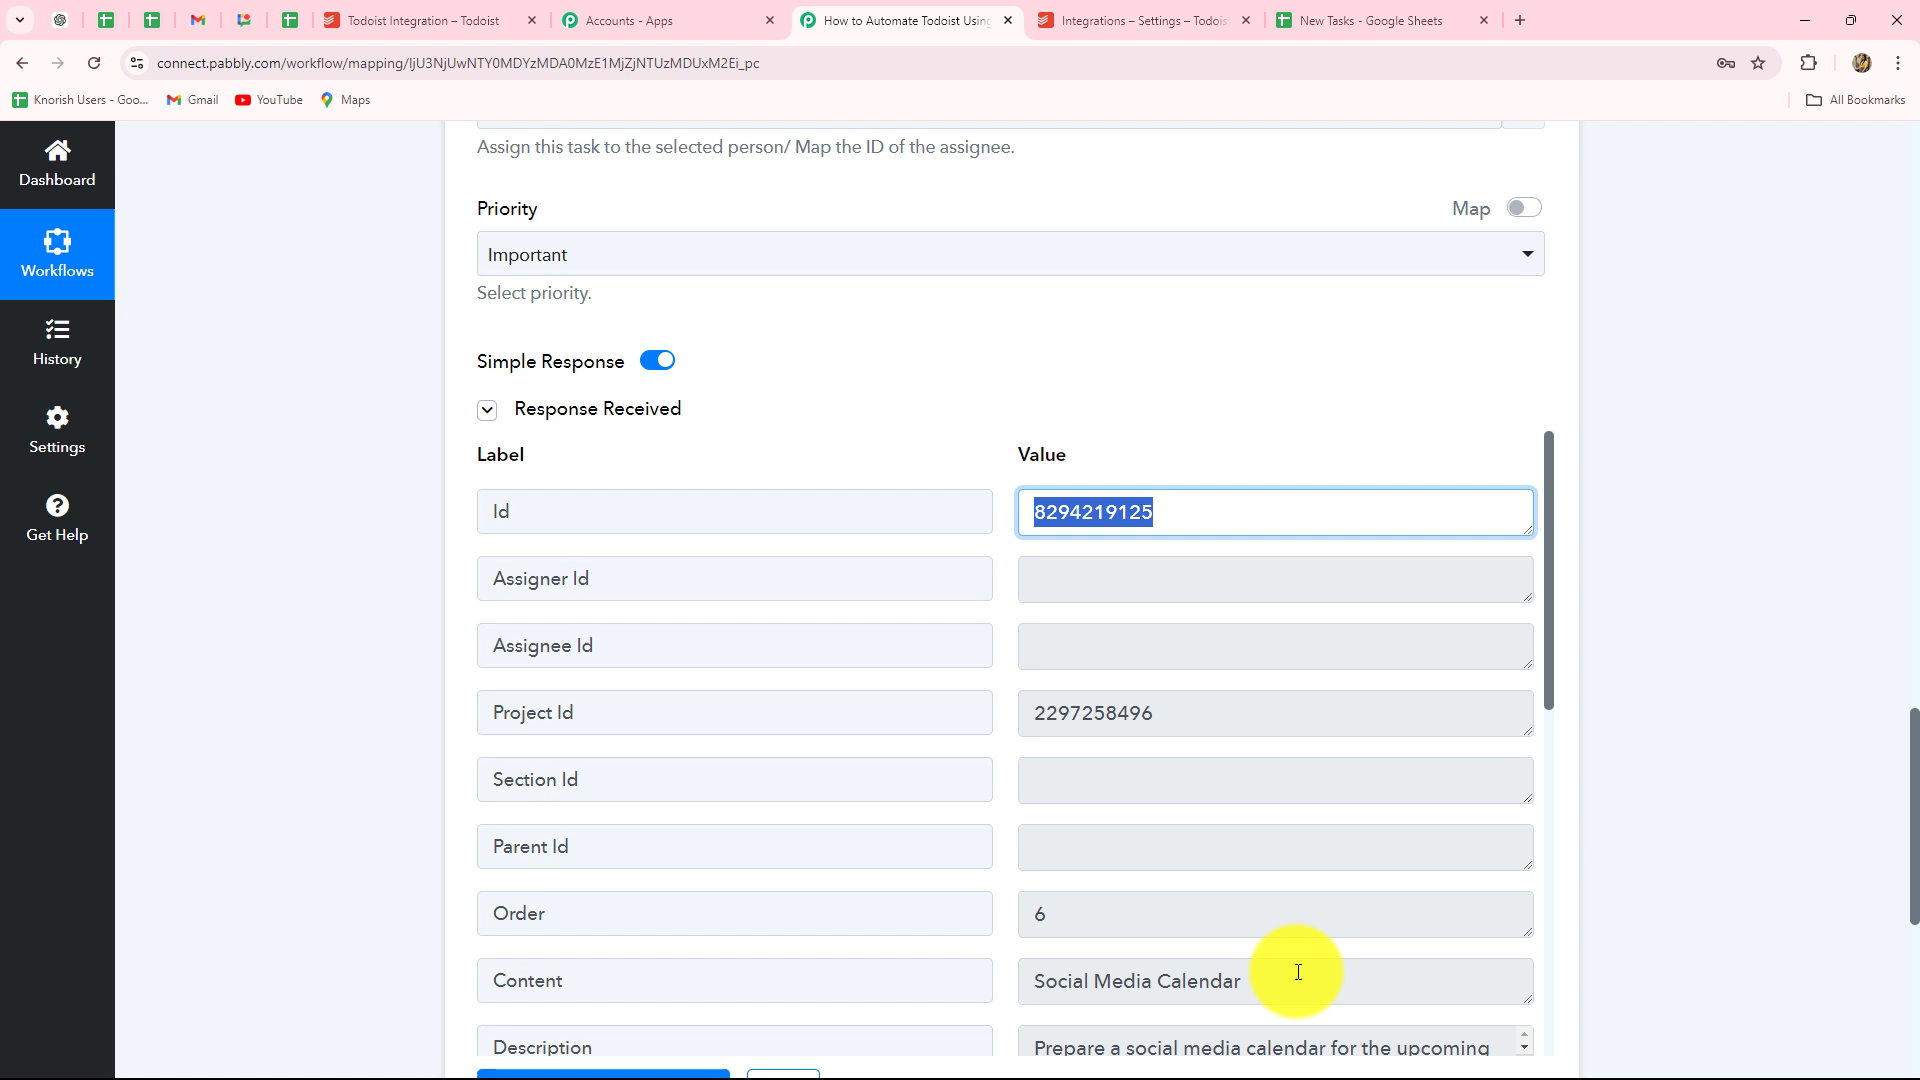 Todoist Integration – Todoist
Accounts - Apps
How to Automate Todoist Using
Integrations – Settings – Todois
New Tasks - Google Sheets
connect.pabbly.com/workflow/mapping/IjU3NjUwNTY0MDYzMDA0MzE1MjZjNTUzMDUxM2Ei_pc
Knorish Users - Goo...
Gmail
YouTube
Maps
All Bookmarks
Dashboard
Workflows
History
Settings
Get Help
Assign this task to the selected person/ Map the ID of the assignee.
Priority
Map
Important
Select priority.
Simple Response
Response Received
Label
Value
Id
8294219125
Assigner Id
Assignee Id
Project Id
2297258496
Section Id
Parent Id
Order
6
Content
Social Media Calendar
Description
Prepare a social media calendar for the upcoming